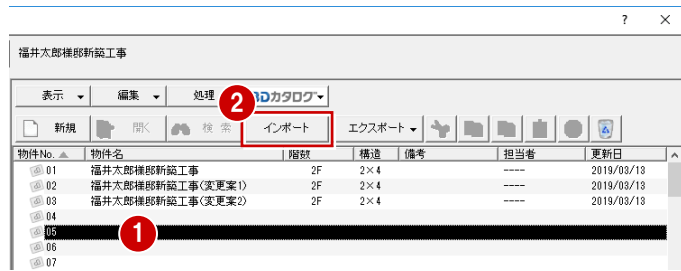 ? ×
福井太郎様邸新築工事
表示 編集 処理 3Dカタログ
2
新規 開く 検索 インポート エクスポート
物件No. 物件名 階数 構造 備考 担当者 更新日
01 福井太郎様邸新築工事 2F 2×4 ---- 2019/03/13
02 福井太郎様邸新築工事(変更案1) 2F 2×4 ---- 2019/03/13
03 福井太郎様邸新築工事(変更案2) 2F 2×4 ---- 2019/03/13
04
05
1
06
07